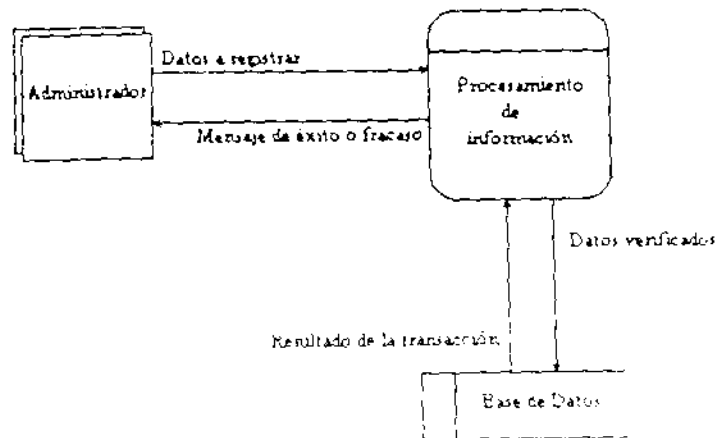 Datos a registrar
Administrador
Mensaje de éxito o fracaso
Procesamiento
de
información
Datos verificados
Resultado de la transacción
Base de Datos